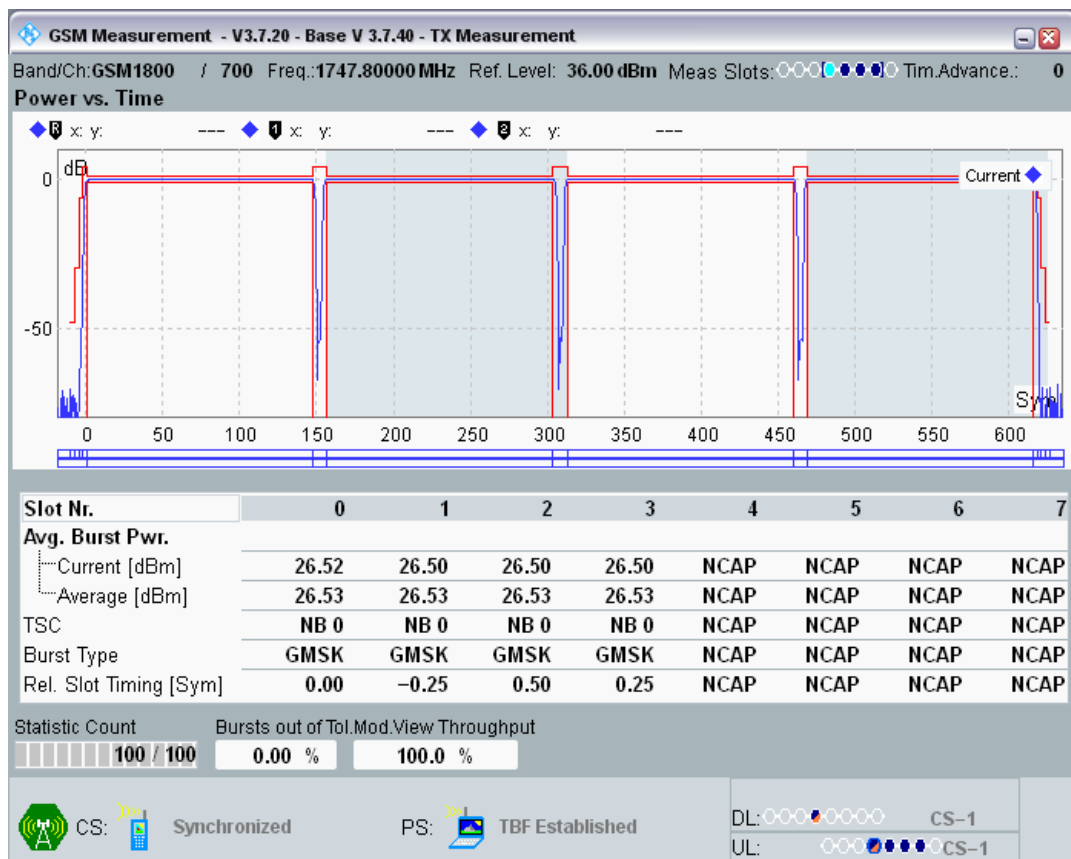 GSM Measurement - V3.7.20 - Base V 3.7.40 - TX Measurement
Band/Ch:GSM1800 / 700 Freq.:1747.80000 MHz Ref. Level: 36.00 dBm Meas Slots: Tim.Advance.: 0
Power vs. Time
R x: y: --- 1 x: y: --- 2 x: y: ---
dB
0
Current
-50
Sym
0 50 100 150 200 250 300 350 400 450 500 550 600
Slot Nr. 0 1 2 3 4 5 6 7
Avg. Burst Pwr.
Current [dBm] 26.52 26.50 26.50 26.50 NCAP NCAP NCAP NCAP
Average [dBm] 26.53 26.53 26.53 26.53 NCAP NCAP NCAP NCAP
TSC NB 0 NB 0 NB 0 NB 0 NCAP NCAP NCAP NCAP
Burst Type GMSK GMSK GMSK GMSK NCAP NCAP NCAP NCAP
Rel. Slot Timing [Sym] 0.00 −0.25 0.50 0.25 NCAP NCAP NCAP NCAP
Statistic Count Bursts out of Tol.Mod.View Throughput
100 / 100 0.00 % 100.0 %
CS: Synchronized PS: TBF Established
DL: CS−1
UL: CS−1